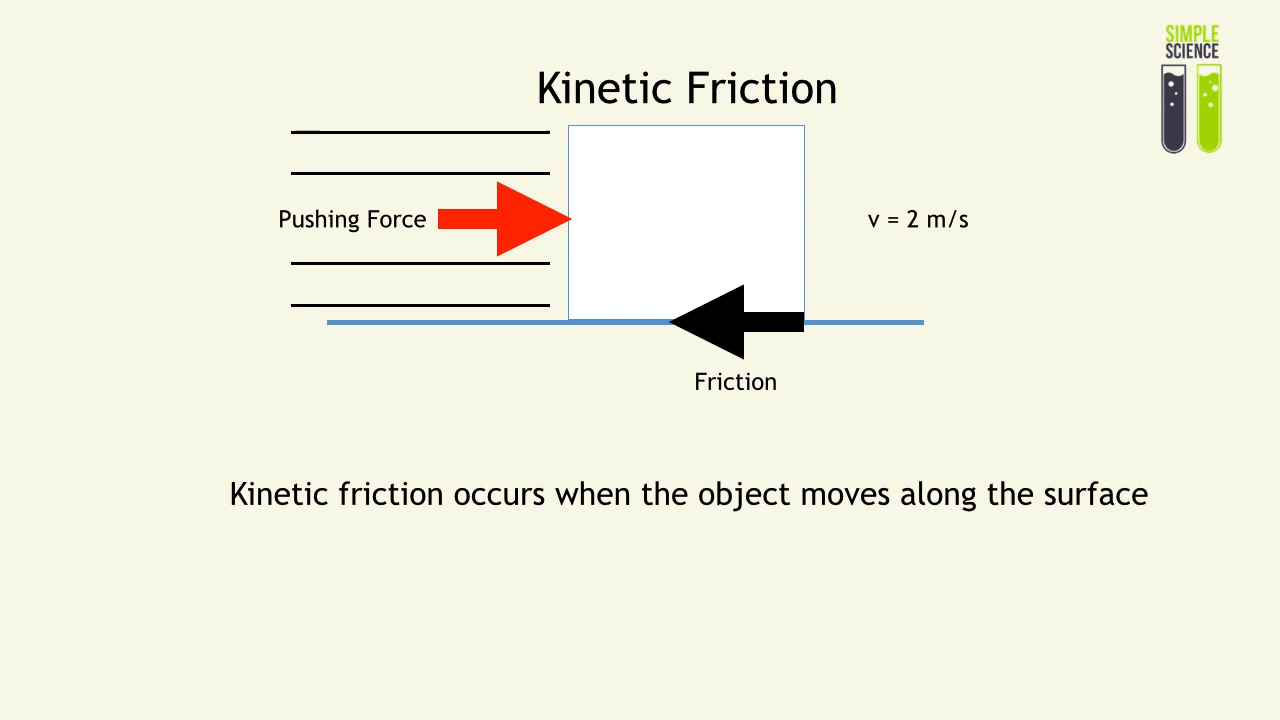 SIMPLE
SCIENCE
Kinetic Friction
Pushing Force
v = 2 m/s
Friction
Kinetic friction occurs when the object moves along the surface